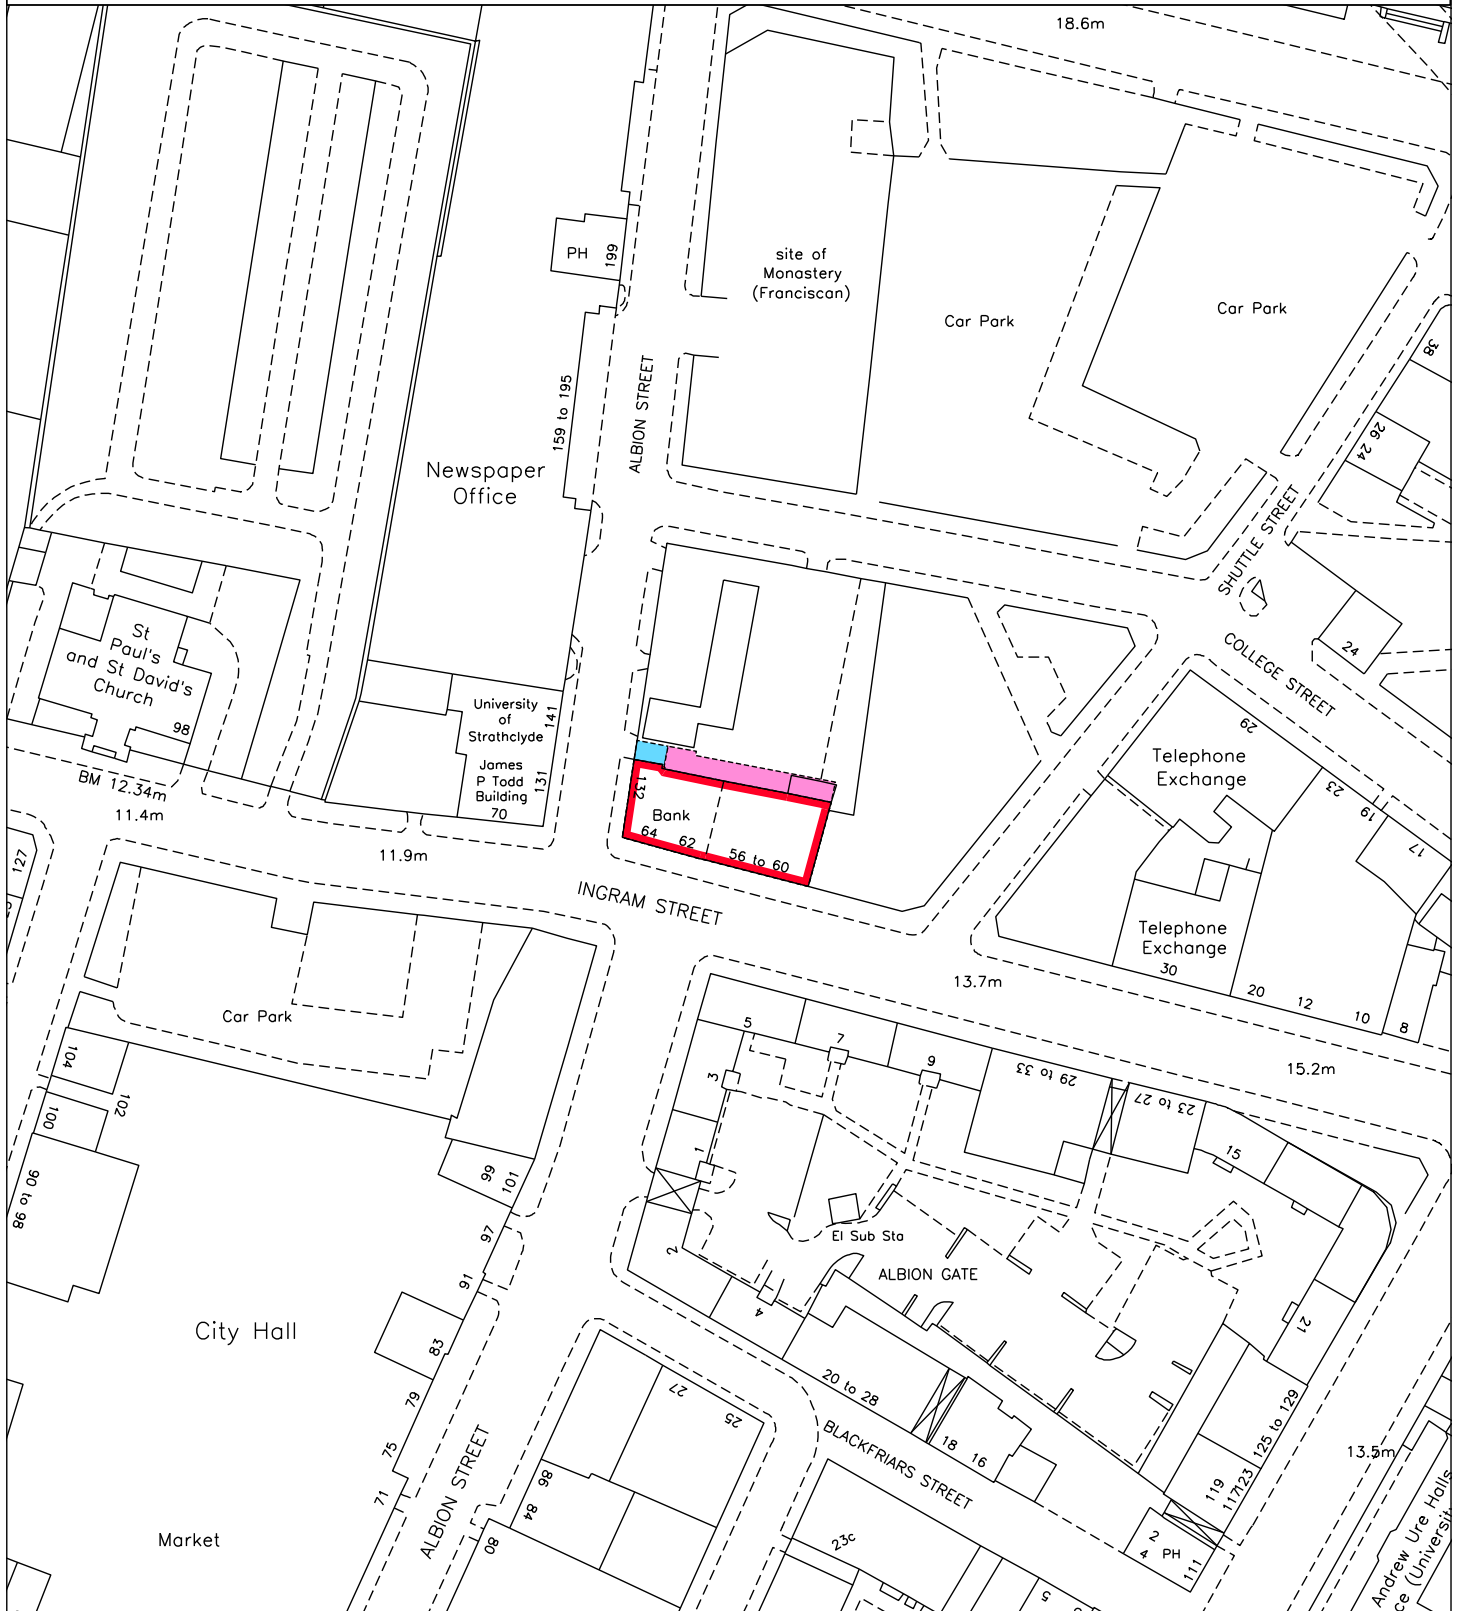 18.6m
PH
199
site of
Monastery
(Franciscan)
Car Park
Car Park
38
159 to 195
ALBION STREET
26
24
Newspaper
Office
SHUTTLE STREET
St
Paul's
and St David's
Church
98
24
COLLEGE STREET
University
of
Strathclyde
141
James
P Todd
Building
70
131
29
Telephone
Exchange
23
19
17
BM 12.34m
11.4m
132
Bank
64
62
56 to 60
127
11.9m
INGRAM STREET
Telephone
Exchange
30
20
12
10
8
13.7m
Car Park
5
7
9
3
1
29 to 33
23 to 27
15.2m
104
102
100
90 to 98
99
101
97
91
15
El Sub Sta
ALBION GATE
2
4
21
City Hall
83
79
75
71
20 to 28
18
16
125 to 129
13.5m
27
25
BLACKFRIARS STREET
119
123
117
86
84
80
ALBION STREET
Market
23c
2
4
PH
111
5
Andrew Ure Halls
ce (Universit